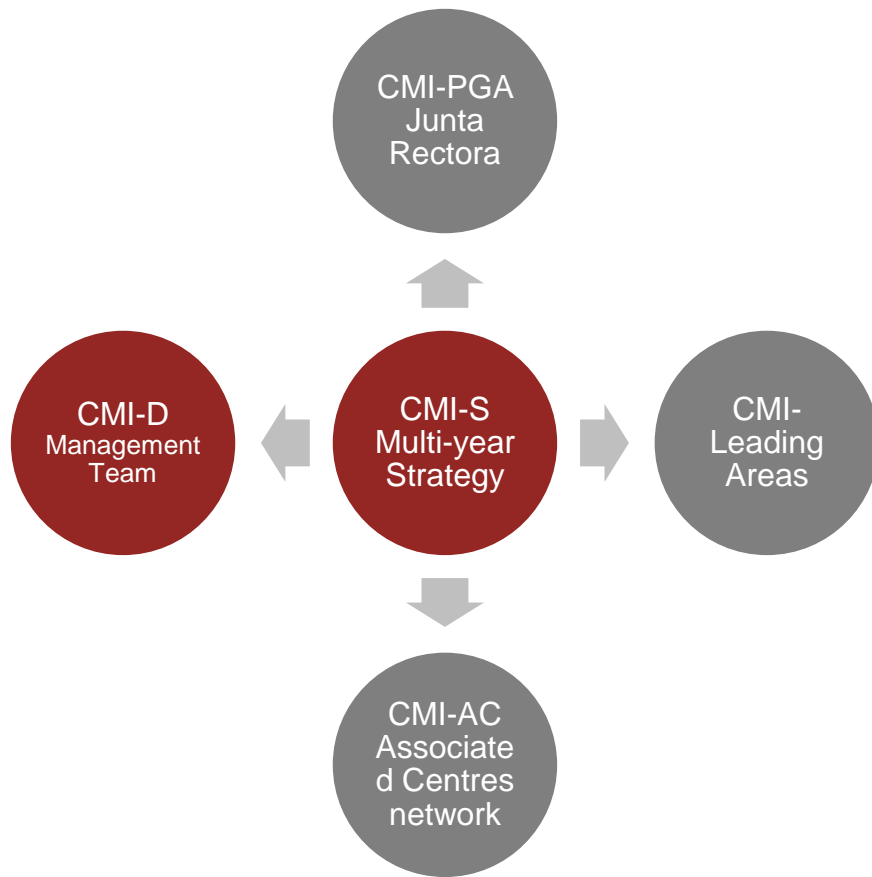 CMI-PGA
Junta
Rectora
CMI-D
Management
Team
CMI-S
Multi-year
Strategy
CMI-
Leading
Areas
CMI-AC
Associate
d Centres
network